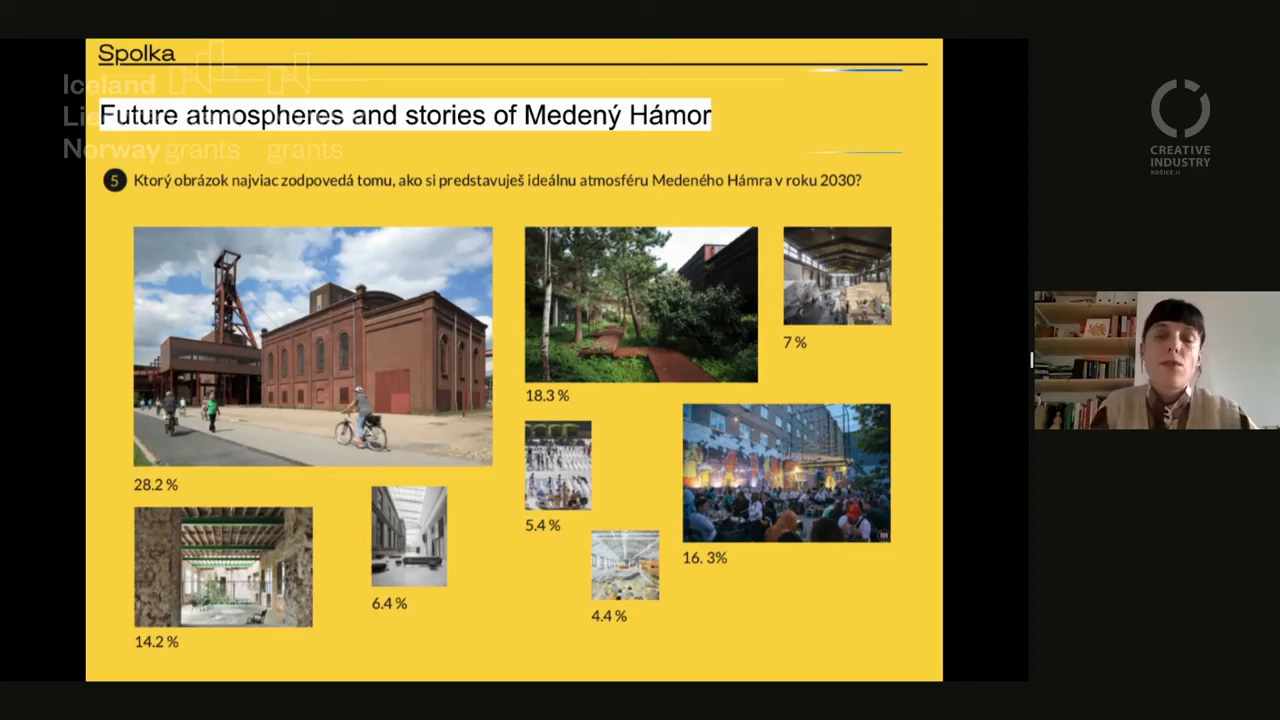 Spolka
Iceland
Norway grants grants
Future atmospheres and stories of Medený Hámor
5 Ktorý obrázok najviac zodpovedá tomu, ako si predstavuješ ideálnu atmosféru Medeného Hámra v roku 2030?
28.2 %
18.3 %
7 %
14.2 %
6.4 %
5.4 %
4.4 %
16. 3%
CREATIVE
INDUSTRY
KOŠICE //